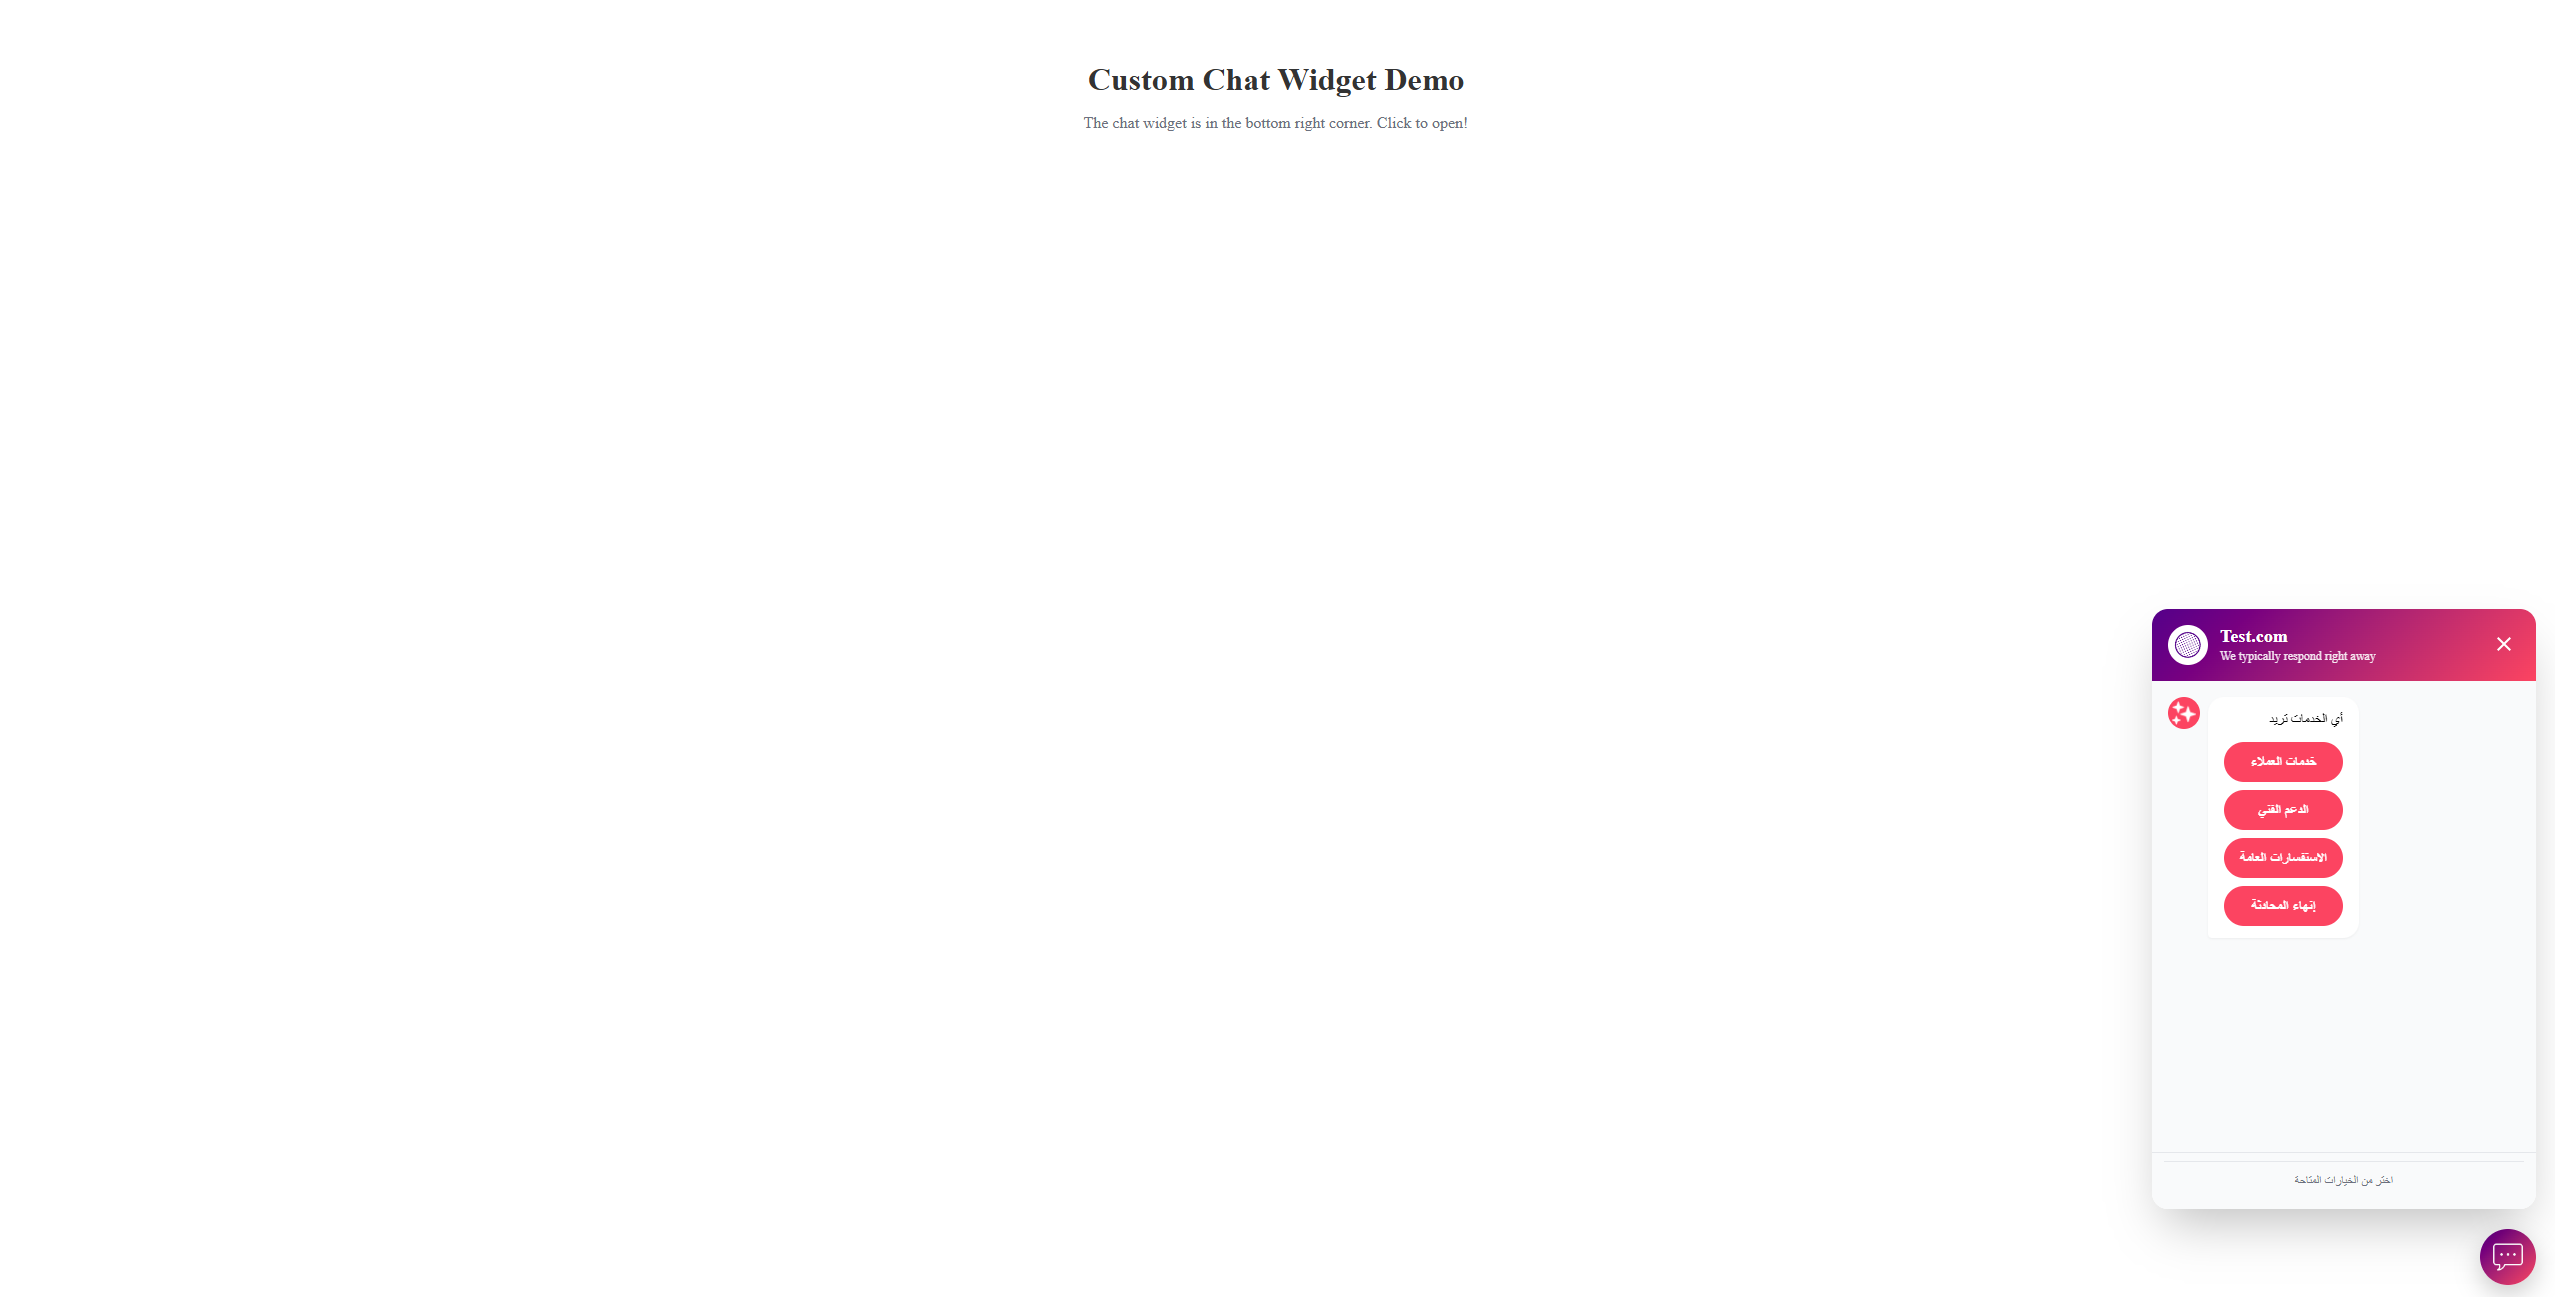 Custom Chat Widget Demo
The chat widget is in the bottom right corner. Click to open!
Test.com
We typically respond right away
أي الخدمات تريد
خدمات العملاء
الدعم الفني
الاستفسارات العامة
إنهاء المحادثة
اختر من الخيارات المتاحة